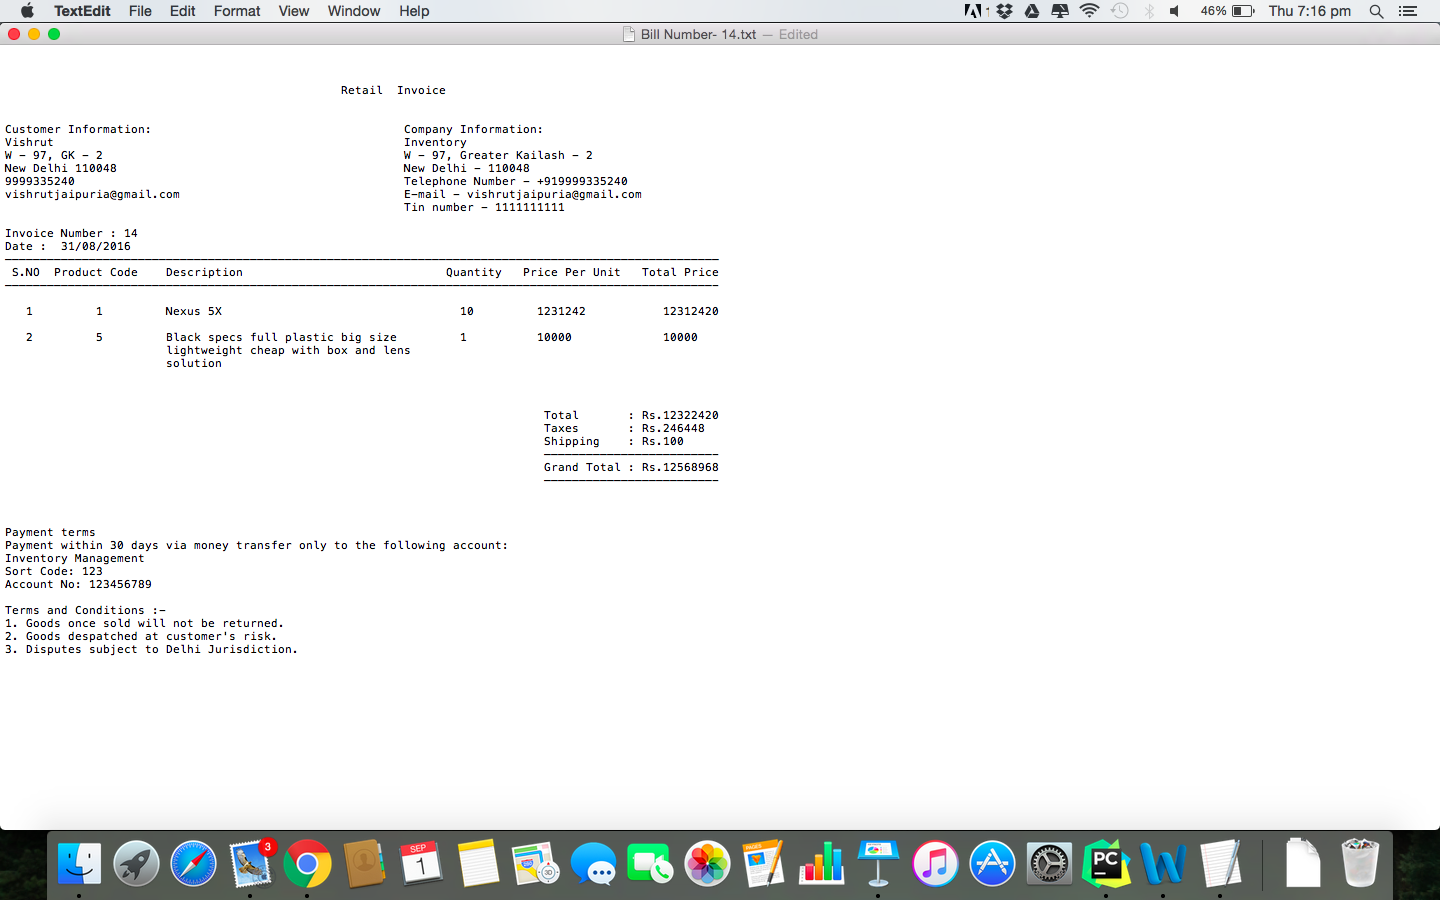 TextEdit File Edit Format View Window Help 46% Thu 7:16 pm
Bill Number- 14.txt — Edited
Retail Invoice
Customer Information: Company Information:
Vishrut Inventory
W - 97, GK - 2 W - 97, Greater Kailash - 2
New Delhi 110048 New Delhi - 110048
9999335240 Telephone Number - +919999335240
vishrutjaipuria@gmail.com E-mail - vishrutjaipuria@gmail.com
Tin number - 1111111111
Invoice Number : 14
Date : 31/08/2016
S.NO Product Code Description Quantity Price Per Unit Total Price
1 1 Nexus 5X 10 1231242 12312420
2 5 Black specs full plastic big size 1 10000 10000
lightweight cheap with box and lens
solution
Total : Rs.12322420
Taxes : Rs.246448
Shipping : Rs.100
Grand Total : Rs.12568968
Payment terms
Payment within 30 days via money transfer only to the following account:
Inventory Management
Sort Code: 123
Account No: 123456789
Terms and Conditions :-
1. Goods once sold will not be returned.
2. Goods despatched at customer's risk.
3. Disputes subject to Delhi Jurisdiction.
3 SEP 1 3D PAGES PC W